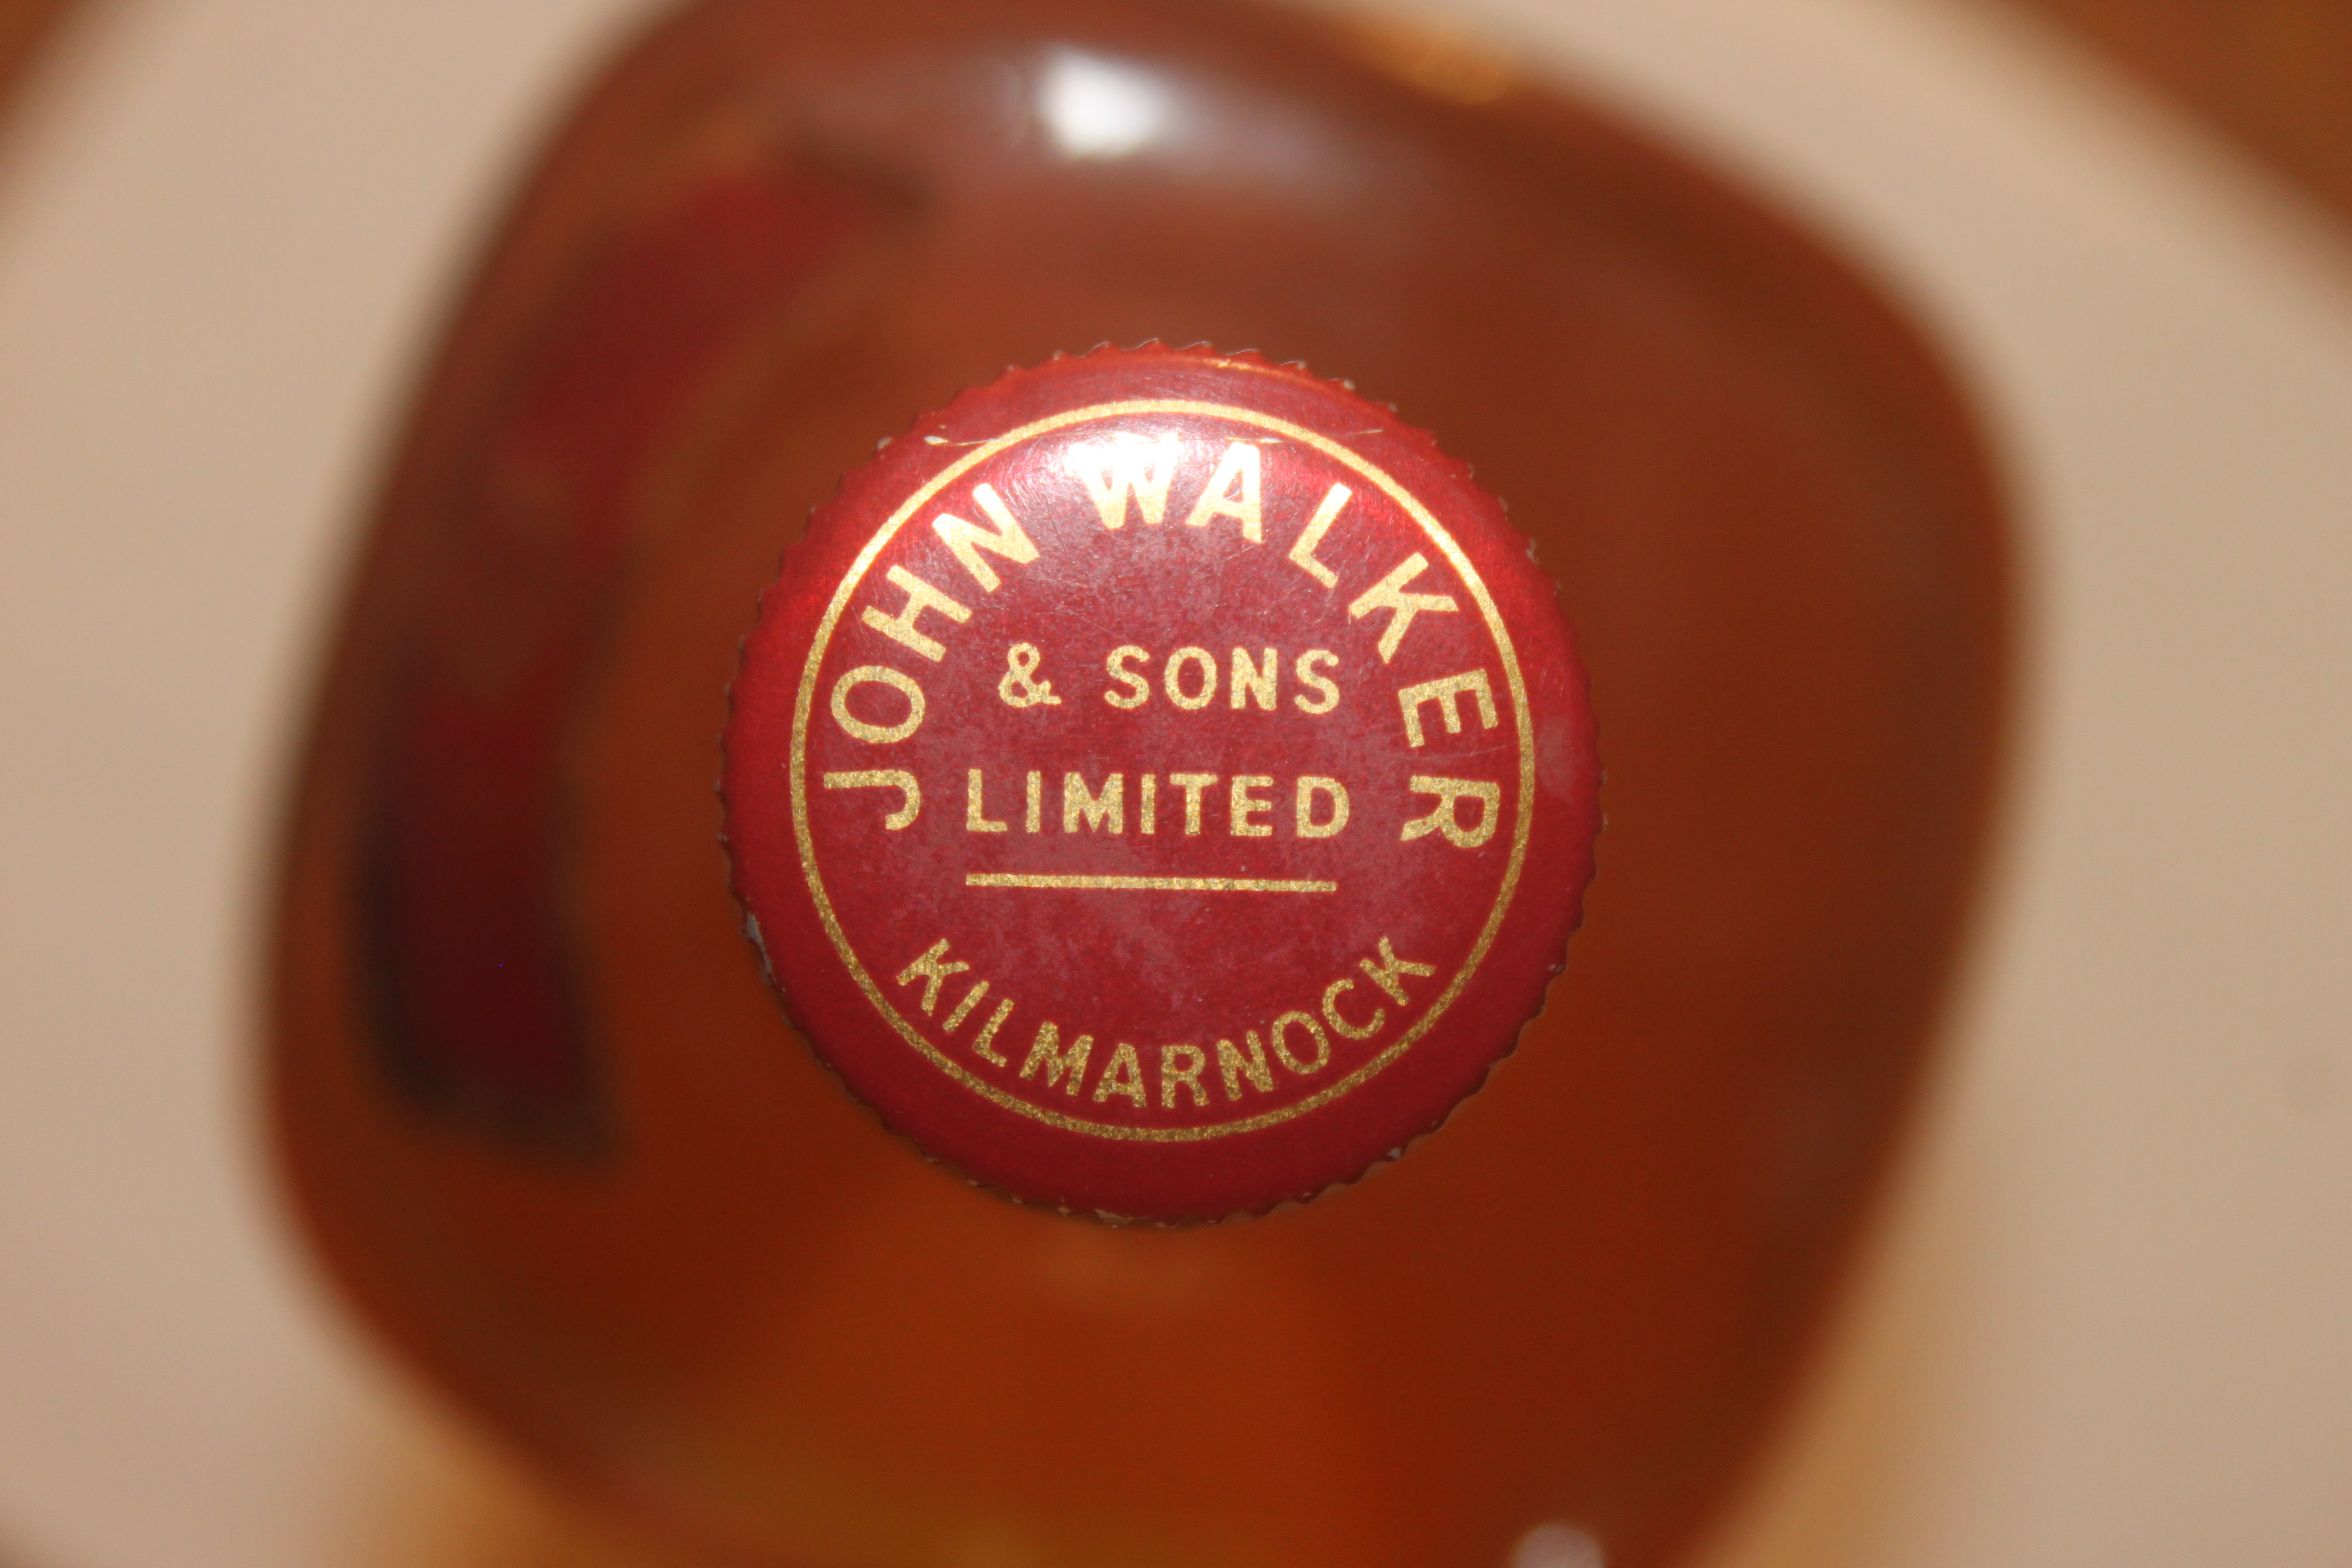 JOHN WALKER
& SONS
LIMITED
KILMARNOCK